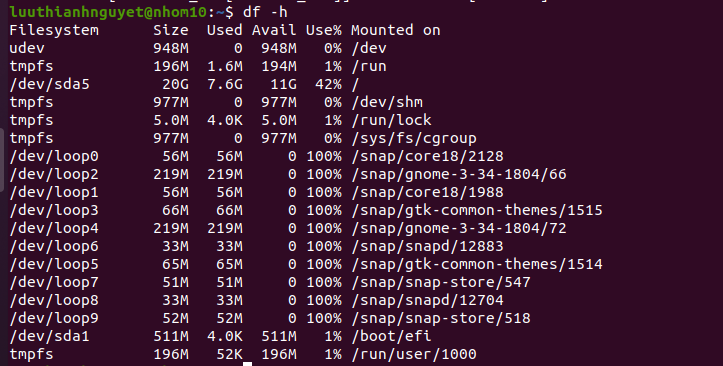 luuthianhnguyet@nhom10:~$ df -h
Filesystem      Size  Used Avail Use% Mounted on
udev            948M     0  948M   0% /dev
tmpfs           196M  1.6M  194M   1% /run
/dev/sda5        20G  7.6G   11G  42% /
tmpfs           977M     0  977M   0% /dev/shm
tmpfs           5.0M  4.0K  5.0M   1% /run/lock
tmpfs           977M     0  977M   0% /sys/fs/cgroup
/dev/loop0       56M   56M     0 100% /snap/core18/2128
/dev/loop2      219M  219M     0 100% /snap/gnome-3-34-1804/66
/dev/loop1       56M   56M     0 100% /snap/core18/1988
/dev/loop3       66M   66M     0 100% /snap/gtk-common-themes/1515
/dev/loop4      219M  219M     0 100% /snap/gnome-3-34-1804/72
/dev/loop6       33M   33M     0 100% /snap/snapd/12883
/dev/loop5       65M   65M     0 100% /snap/gtk-common-themes/1514
/dev/loop7       51M   51M     0 100% /snap/snap-store/547
/dev/loop8       33M   33M     0 100% /snap/snapd/12704
/dev/loop9       52M   52M     0 100% /snap/snap-store/518
/dev/sda1       511M  4.0K  511M   1% /boot/efi
tmpfs           196M   52K  196M   1% /run/user/1000